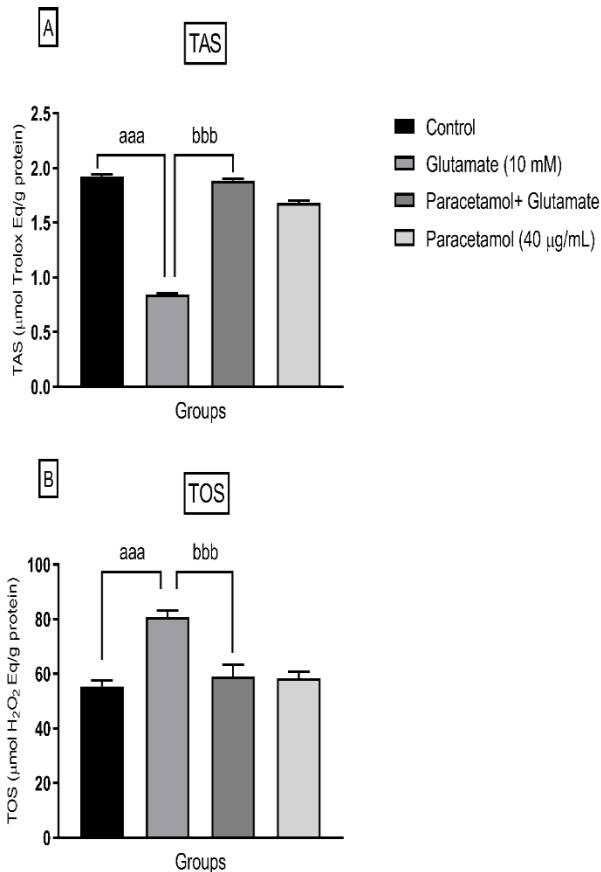 A
TAS
2.5
2.0
1.5
1.0
0.5
0.0
TAS (μmol Trolox Eq/g protein)
aaa
bbb
Groups
Control
Glutamate (10 mM)
Paracetamol+ Glutamate
Paracetamol (40 μg/mL)
B
TOS
100
80
60
40
20
0
TOS (μmol H₂O₂ Eq/g protein)
aaa
bbb
Groups